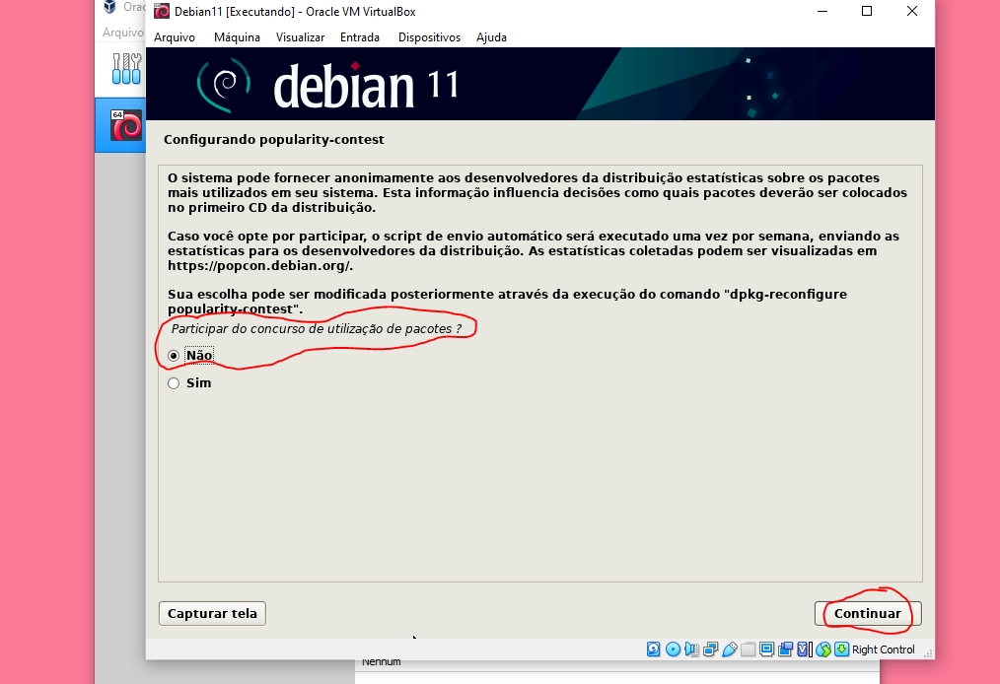 Orac
Debian11 [Executando] - Oracle VM VirtualBox
Arquivo
Arquivo Máquina Visualizar Entrada Dispositivos Ajuda
debian 11
64
Configurando popularity-contest
O sistema pode fornecer anonimamente aos desenvolvedores da distribuição estatísticas sobre os pacotes
mais utilizados em seu sistema. Esta informação influencia decisões como quais pacotes deverão ser colocados
no primeiro CD da distribuição.
Caso você opte por participar, o script de envio automático será executado uma vez por semana, enviando as
estatísticas para os desenvolvedores da distribuição. As estatísticas coletadas podem ser visualizadas em
https://popcon.debian.org/.
Sua escolha pode ser modificada posteriormente através da execução do comando "dpkg-reconfigure
popularity-contest".
Participar do concurso de utilização de pacotes ?
Não
Sim
Capturar tela
Continuar
Right Control
Nenhum